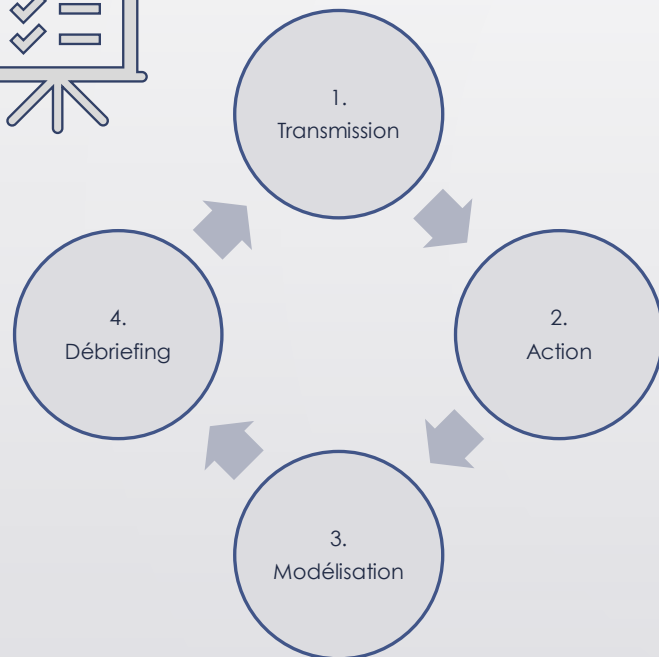 1.
Transmission
2.
Action
3.
Modélisation
4.
Débriefing